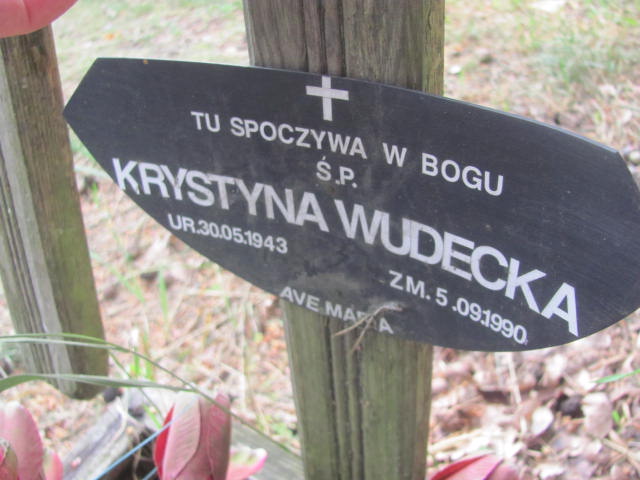 TU SPOCZYWA W BOGU
Ś.P.
KRYSTYNA WUDECKA
UR.30.05.1943
ZM. 5.09.1990
AVE MARIA